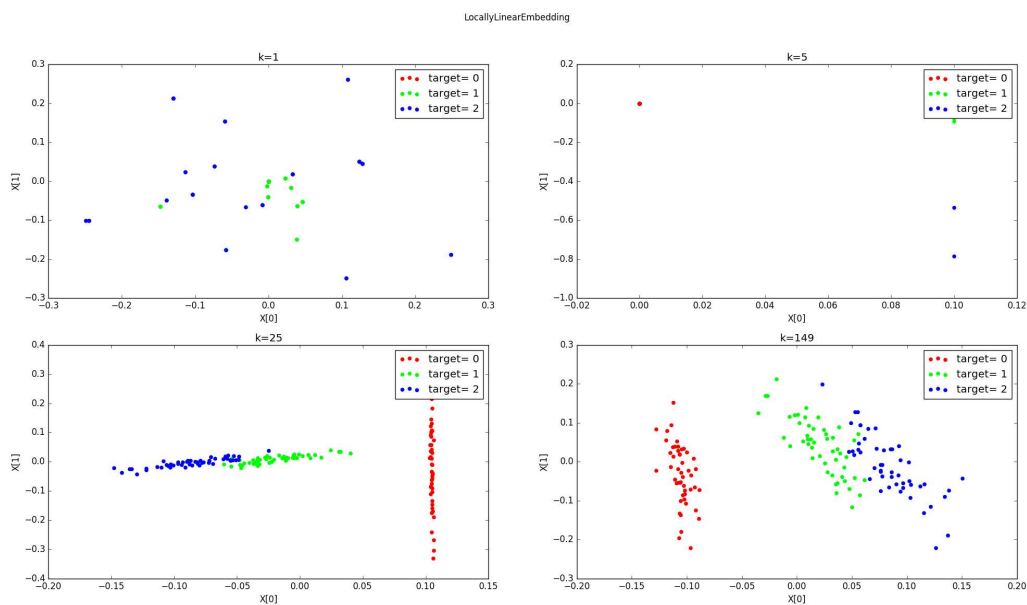 LocallyLinearEmbedding
k=1
0.3
0.2
0.1
0.0
−0.1
−0.2
−0.3
X[1]
−0.3
−0.2
−0.1
0.0
0.1
0.2
0.3
X[0]
target= 0
target= 1
target= 2
k=5
0.2
0.0
−0.2
−0.4
−0.6
−0.8
−1.0
X[1]
−0.02
0.00
0.02
0.04
0.06
0.08
0.10
0.12
X[0]
target= 0
target= 1
target= 2
k=25
0.4
0.3
0.2
0.1
0.0
−0.1
−0.2
−0.3
−0.4
X[1]
−0.20
−0.15
−0.10
−0.05
0.00
0.05
0.10
0.15
X[0]
target= 0
target= 1
target= 2
k=149
0.3
0.2
0.1
0.0
−0.1
−0.2
−0.3
X[1]
−0.20
−0.15
−0.10
−0.05
0.00
0.05
0.10
0.15
0.20
X[0]
target= 0
target= 1
target= 2